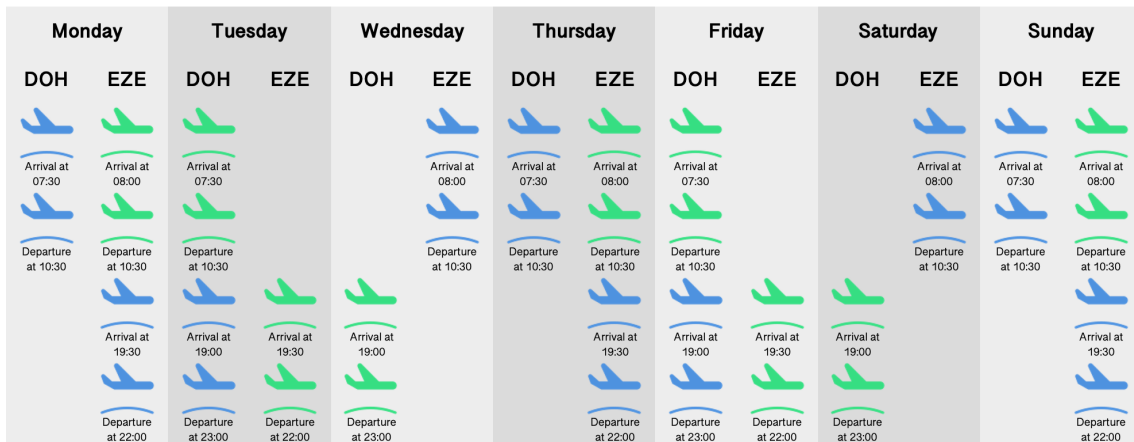 Monday Tuesday Wednesday Thursday Friday Saturday Sunday
DOH EZE DOH EZE DOH EZE DOH EZE DOH EZE DOH EZE DOH EZE
Arrival at Arrival at Arrival at Arrival at Arrival at Arrival at Arrival at Arrival at Arrival at Arrival at
07:30 08:00 07:30 08:00 07:30 08:00 07:30 08:00 07:30 08:00
Departure Departure Departure Departure Departure Departure Departure Departure Departure Departure
at 10:30 at 10:30 at 10:30 at 10:30 at 10:30 at 10:30 at 10:30 at 10:30 at 10:30 at 10:30
Arrival at Arrival at Arrival at Arrival at Arrival at Arrival at Arrival at Arrival at Arrival at
19:30 19:00 19:30 19:00 19:30 19:00 19:30 19:00 19:30
Departure Departure Departure Departure Departure Departure Departure Departure Departure
at 22:00 at 23:00 at 22:00 at 23:00 at 22:00 at 23:00 at 22:00 at 23:00 at 22:00